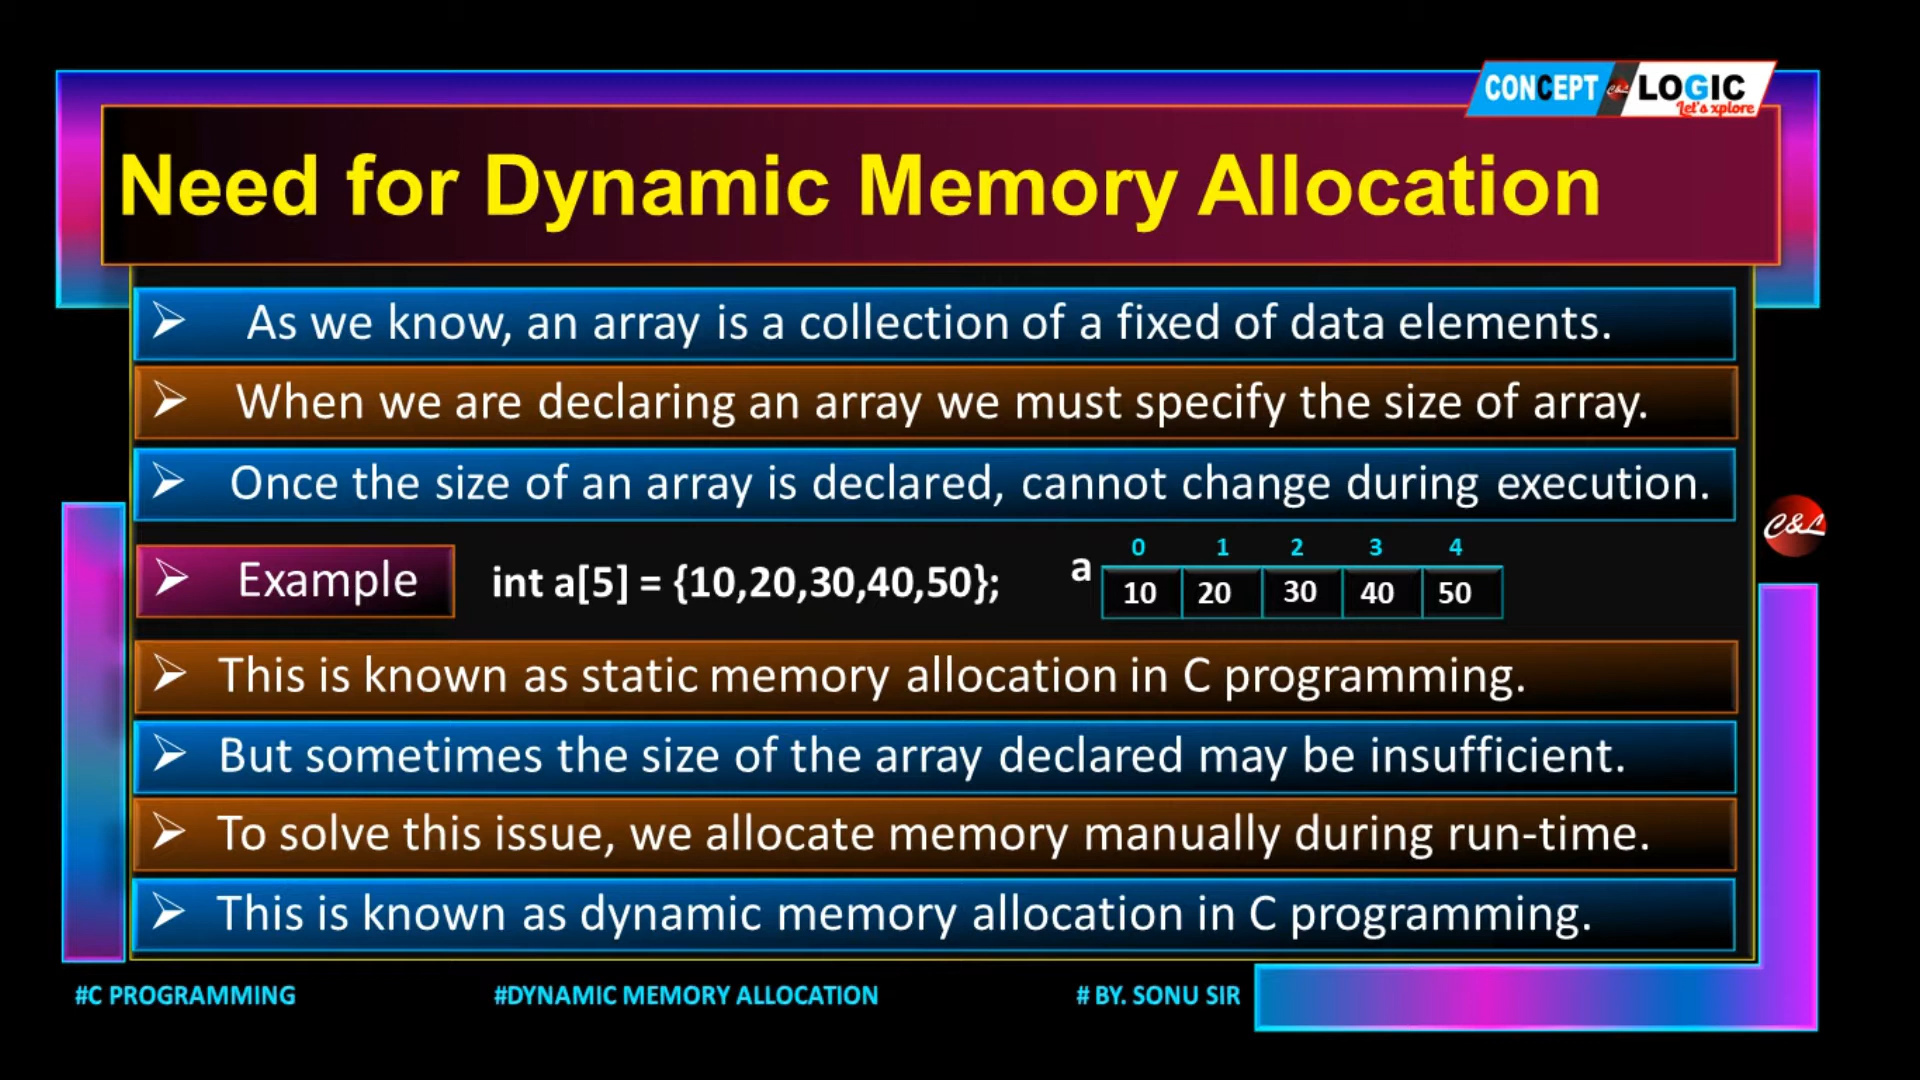 CONCEPT C&L LOGIC
Let's xplore
Need for Dynamic Memory Allocation
As we know, an array is a collection of a fixed of data elements.
When we are declaring an array we must specify the size of array.
Once the size of an array is declared, cannot change during execution.
C&L
Example int a[5] = {10,20,30,40,50};
0 1 2 3 4
a 10 20 30 40 50
This is known as static memory allocation in C programming.
But sometimes the size of the array declared may be insufficient.
To solve this issue, we allocate memory manually during run-time.
This is known as dynamic memory allocation in C programming.
#C PROGRAMMING #DYNAMIC MEMORY ALLOCATION # BY. SONU SIR